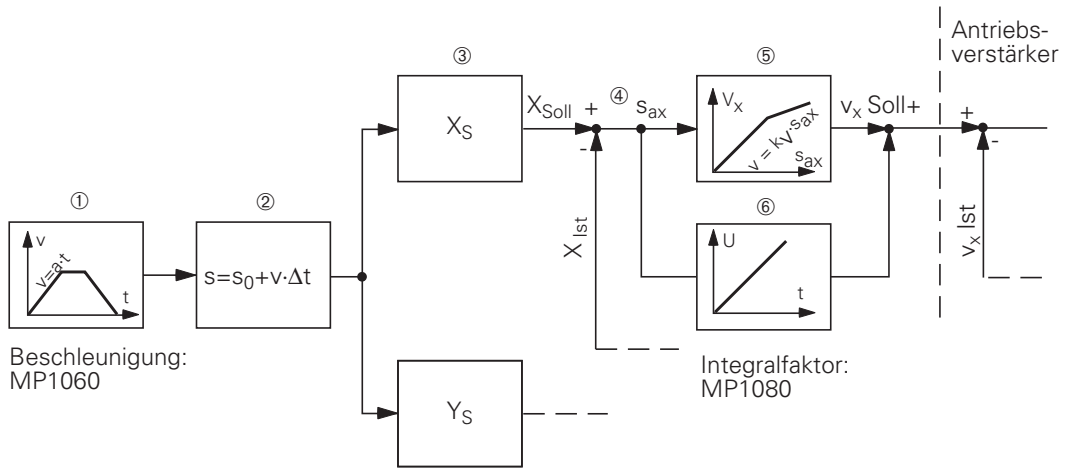 Antriebs-
verstärker
③
X_S
X_Soll
+
-
④
s_ax
⑤
V_x
v = k_V·s_ax
s_ax
v_x Soll+
+
-
①
v
v=a·t
t
②
s=s_0+v·Δt
X_Ist
⑥
U
t
v_x Ist
Beschleunigung:
MP1060
Integralfaktor:
MP1080
Y_S